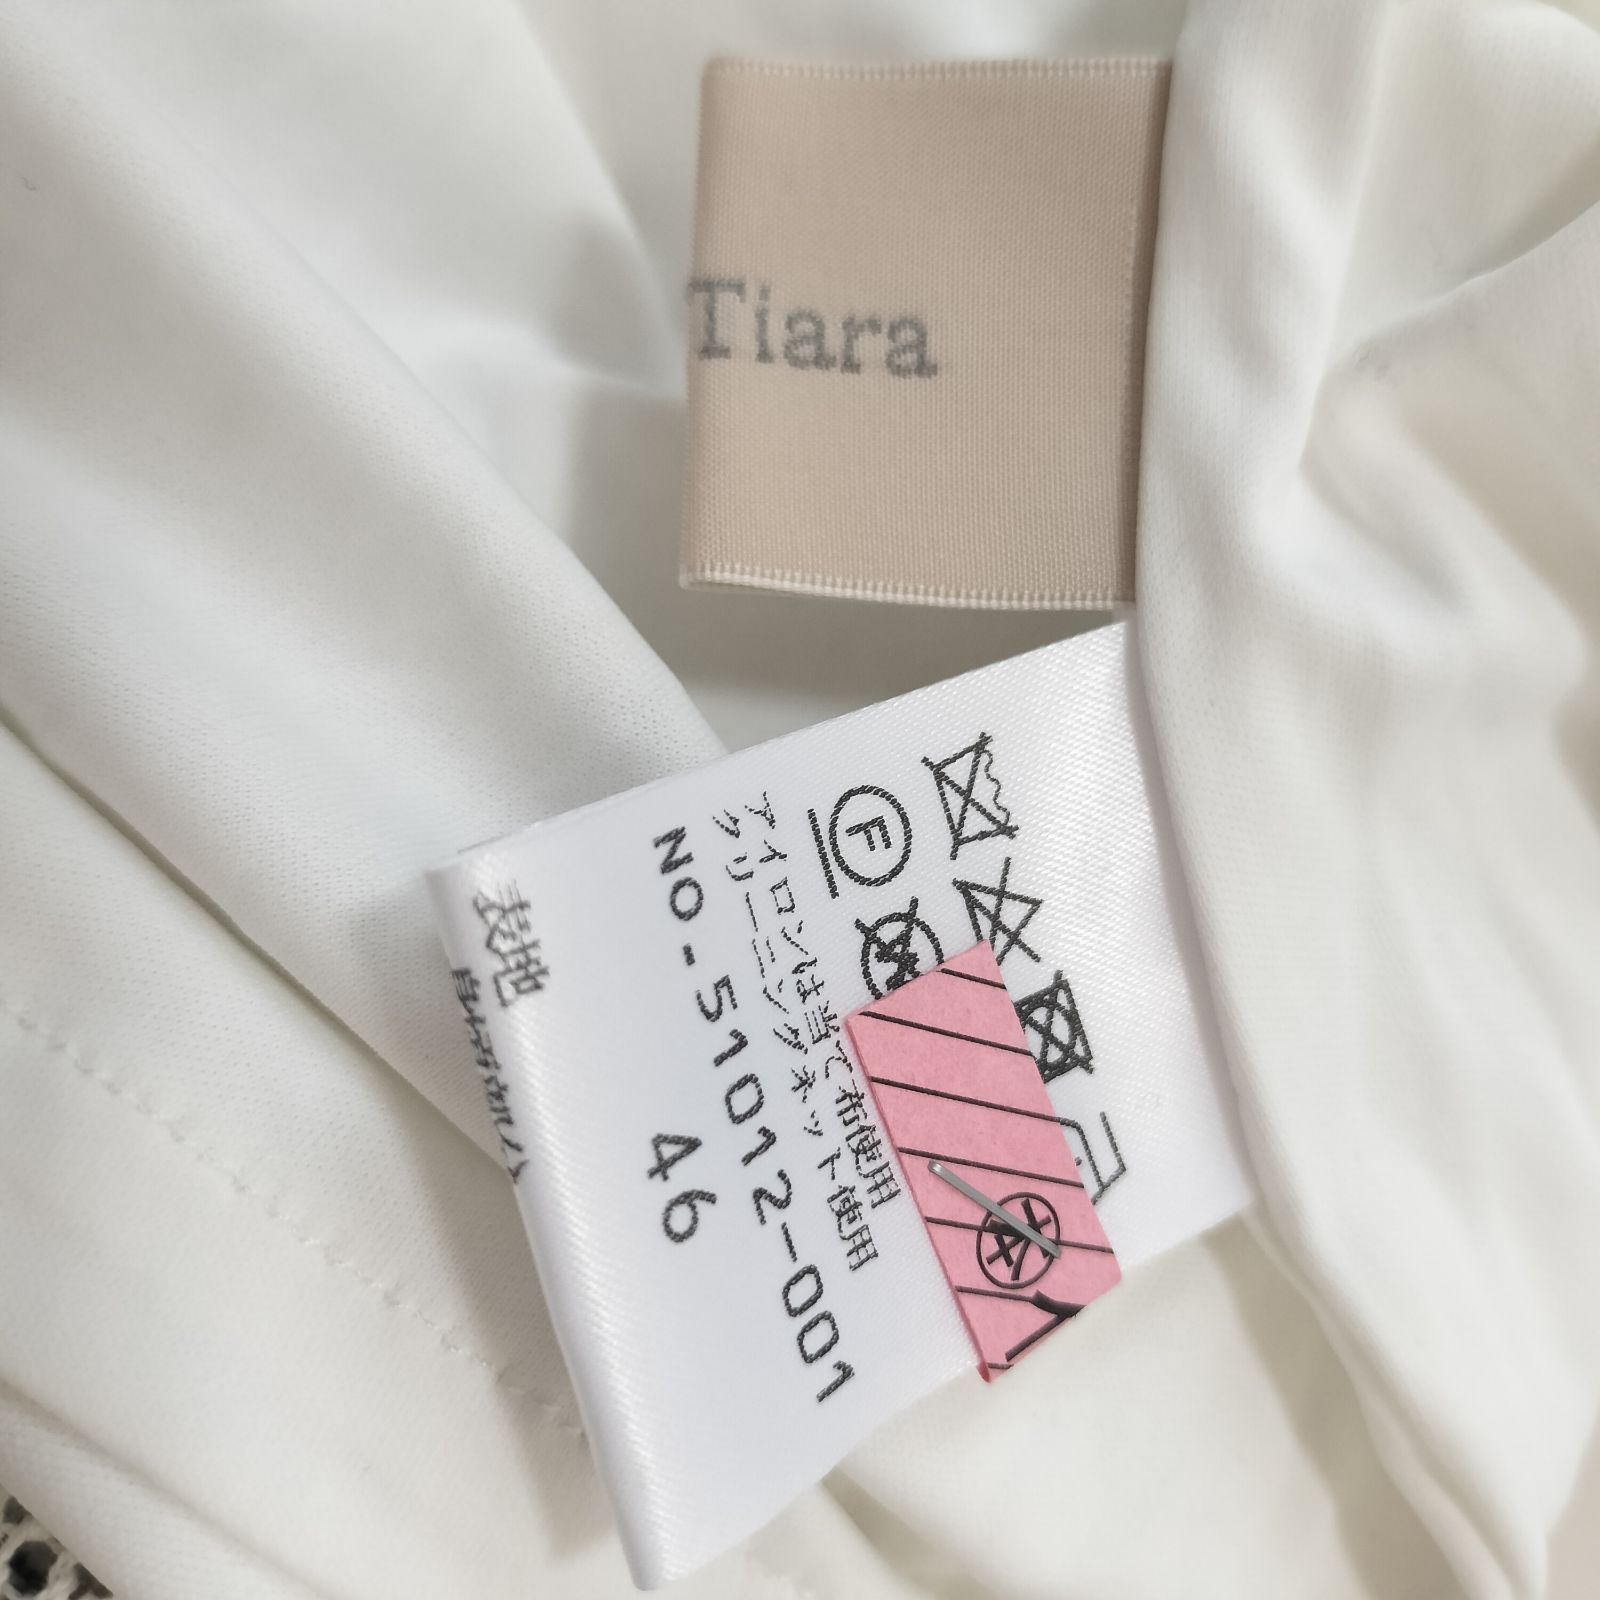 Tiara
F
W
アイロンは当て布使用
クリーニングネット使用
NO-51012-001
46
表地